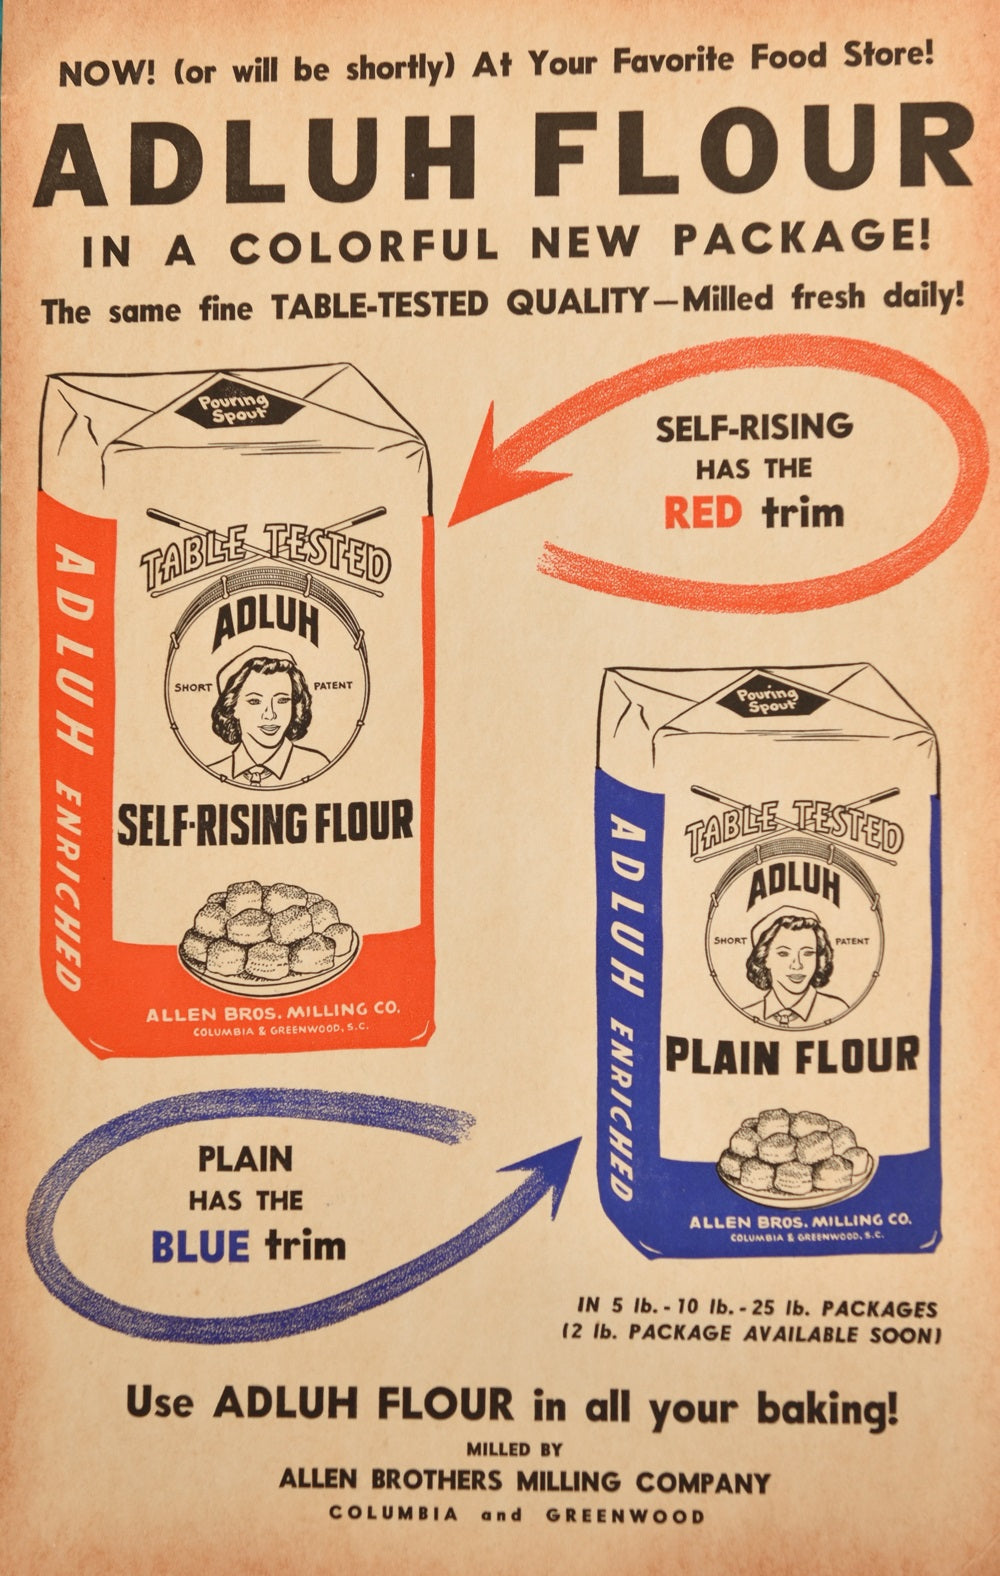 NOW! (or will be shortly) At Your Favorite Food Store!
ADLUH FLOUR
IN A COLORFUL NEW PACKAGE!
The same fine TABLE-TESTED QUALITY—Milled fresh daily!
Pouring
Spout
TABLE TESTED
ADLUH
SHORT PATENT
SELF-RISING FLOUR
ADLUH ENRICHED
ALLEN BROS. MILLING CO.
COLUMBIA & GREENWOOD, S.C.
SELF-RISING
HAS THE
RED trim
Pouring
Spout
TABLE TESTED
ADLUH
SHORT PATENT
PLAIN FLOUR
ADLUH ENRICHED
ALLEN BROS. MILLING CO.
COLUMBIA & GREENWOOD, S.C.
PLAIN
HAS THE
BLUE trim
IN 5 lb. - 10 lb. - 25 lb. PACKAGES
(2 lb. PACKAGE AVAILABLE SOON)
Use ADLUH FLOUR in all your baking!
MILLED BY
ALLEN BROTHERS MILLING COMPANY
COLUMBIA and GREENWOOD